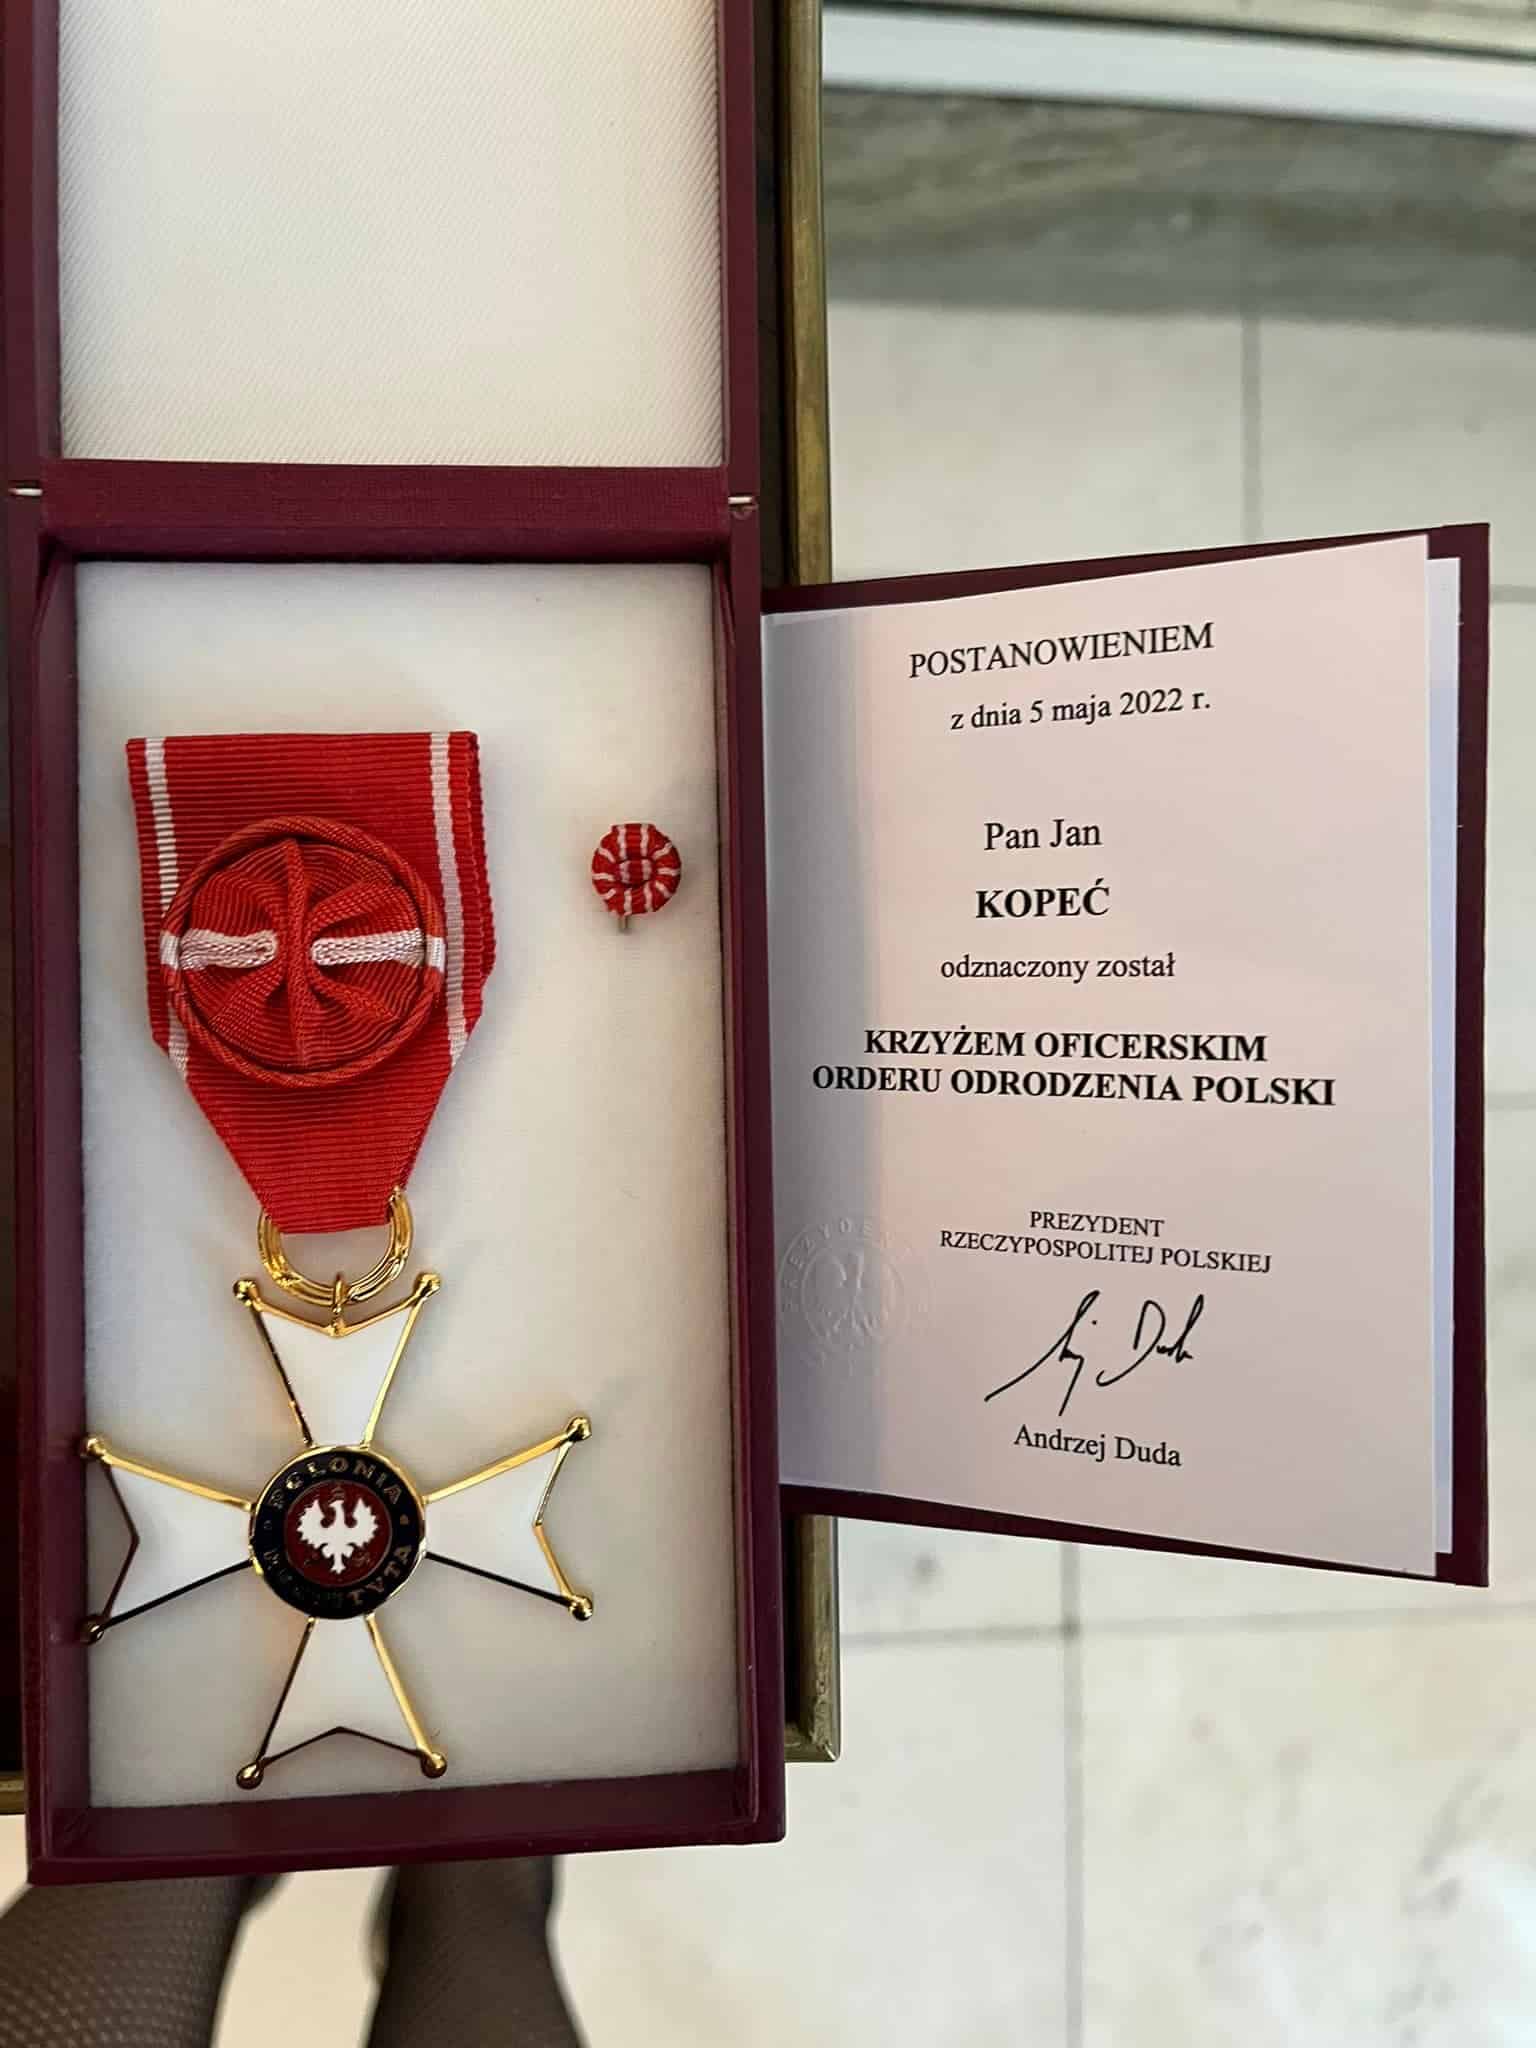 POLONIA
POSTANOWIENIEM
z dnia 5 maja 2022 r.
Pan Jan
KOPEĆ
odznaczony został
KRZYŻEM OFICERSKIM
ORDERU ODRODZENIA POLSKI
PREZYDENT
RZECZYPOSPOLITEJ POLSKIEJ
Andrzej Duda